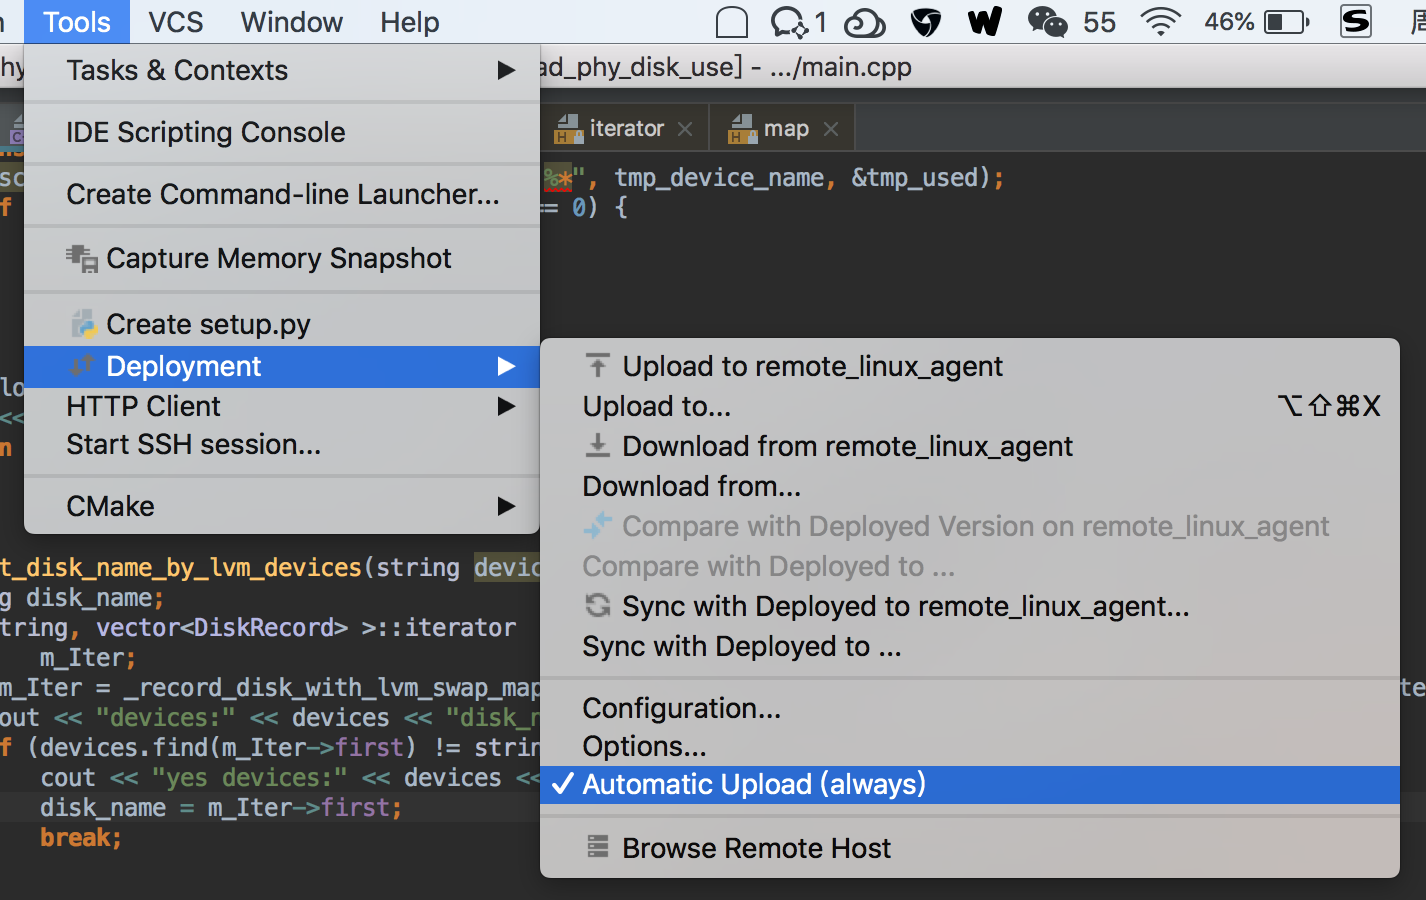 Tools VCS Window Help 1 55 46%
ad_phy_disk_use] - .../main.cpp
Tasks & Contexts
iterator map
IDE Scripting Console
%*", tmp_device_name, &tmp_used);
Create Command-line Launcher...
== 0) {
Capture Memory Snapshot
Create setup.py
Deployment
HTTP Client
Start SSH session...
CMake
Upload to remote_linux_agent
Upload to... ⌥⇧⌘X
Download from remote_linux_agent
Download from...
Compare with Deployed Version on remote_linux_agent
Compare with Deployed to ...
Sync with Deployed to remote_linux_agent...
Sync with Deployed to ...
Configuration...
Options...
✓ Automatic Upload (always)
Browse Remote Host
t_disk_name_by_lvm_devices(string devic
g disk_name;
tring, vector<DiskRecord> >::iterator
m_Iter;
m_Iter = _record_disk_with_lvm_swap_map
out << "devices:" << devices << "disk_n
f (devices.find(m_Iter->first) != strin
cout << "yes devices:" << devices <<
disk_name = m_Iter->first;
break;